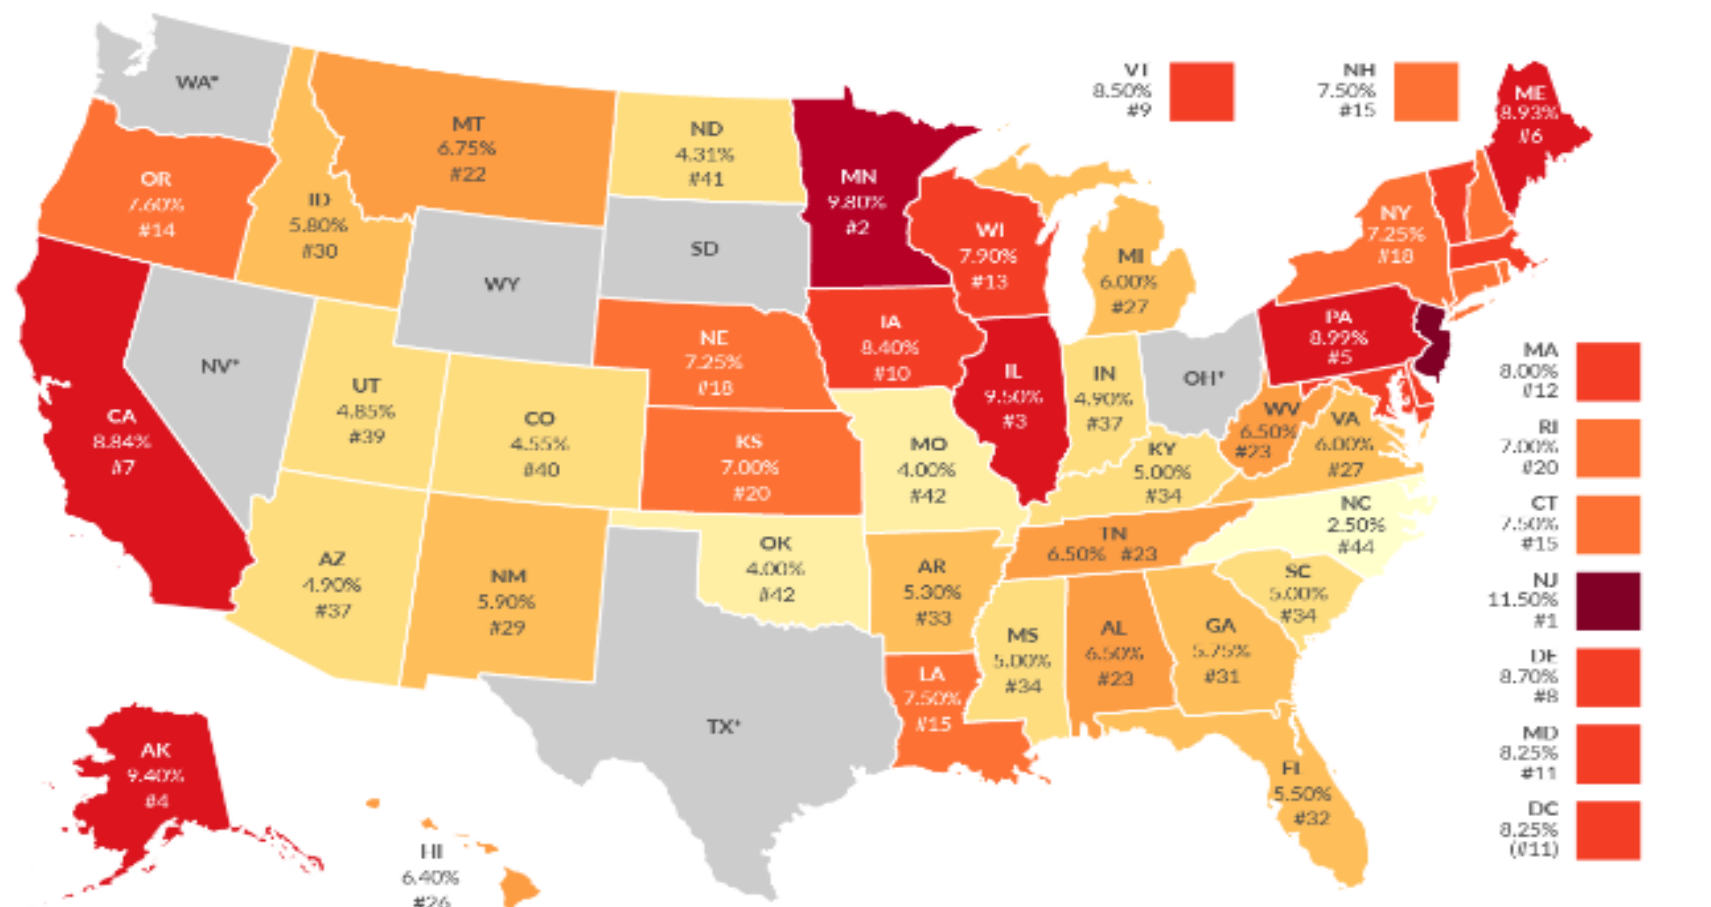 WA*
OR
7.60%
#14
CA
8.84%
#7
NV*
ID
5.80%
#30
MT
6.75%
#22
WY
UT
4.85%
#39
AZ
4.90%
#37
CO
4.55%
#40
NM
5.90%
#29
ND
4.31%
#41
SD
NE
7.25%
#18
KS
7.00%
#20
OK
4.00%
#42
TX*
MN
9.80%
#2
IA
8.40%
#10
MO
4.00%
#42
AR
5.30%
#33
LA
7.50%
#15
WI
7.90%
#13
IL
9.50%
#3
MI
6.00%
#27
IN
4.90%
#37
OH*
KY
5.00%
#34
TN
6.50% #23
MS
5.00%
#34
AL
6.50%
#23
GA
5.75%
#31
FL
5.50%
#32
SC
5.00%
#34
NC
2.50%
#44
VA
6.00%
#27
WV
6.50%
#23
PA
8.99%
#5
NY
7.25%
#18
ME
8.93%
#6
VT
8.50%
#9
NH
7.50%
#15
MA
8.00%
#12
RI
7.00%
#20
CT
7.50%
#15
NJ
11.50%
#1
DE
8.70%
#8
MD
8.25%
#11
DC
8.25%
(#11)
AK
9.40%
#4
HI
6.40%
#26